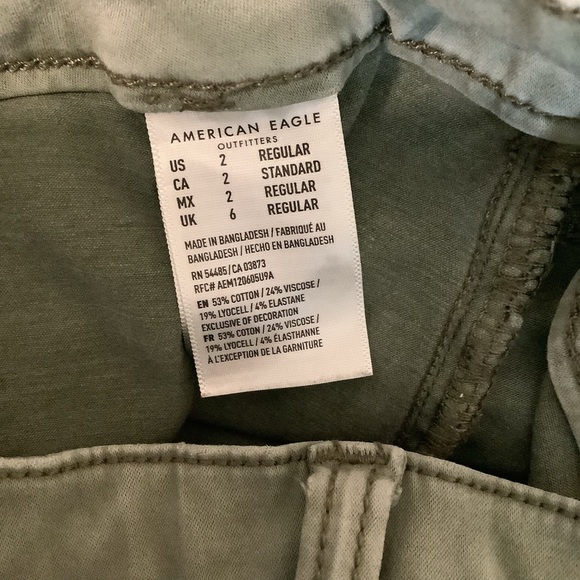 AMERICAN EAGLE
OUTFITTERS
US 2 REGULAR
CA 2 STANDARD
MX 2 REGULAR
UK 6 REGULAR
MADE IN BANGLADESH / FABRIQUÉ AU
BANGLADESH / HECHO EN BANGLADESH
RN 54485 / CA 03873
RFC# AEM120605U9A
EN 53% COTTON / 24% VISCOSE /
19% LYOCELL / 4% ELASTANE
EXCLUSIVE OF DECORATION
FR 53% COTON / 24% VISCOSE /
19% LYOCELL / 4% ÉLASTHANNE
À L'EXCEPTION DE LA GARNITURE